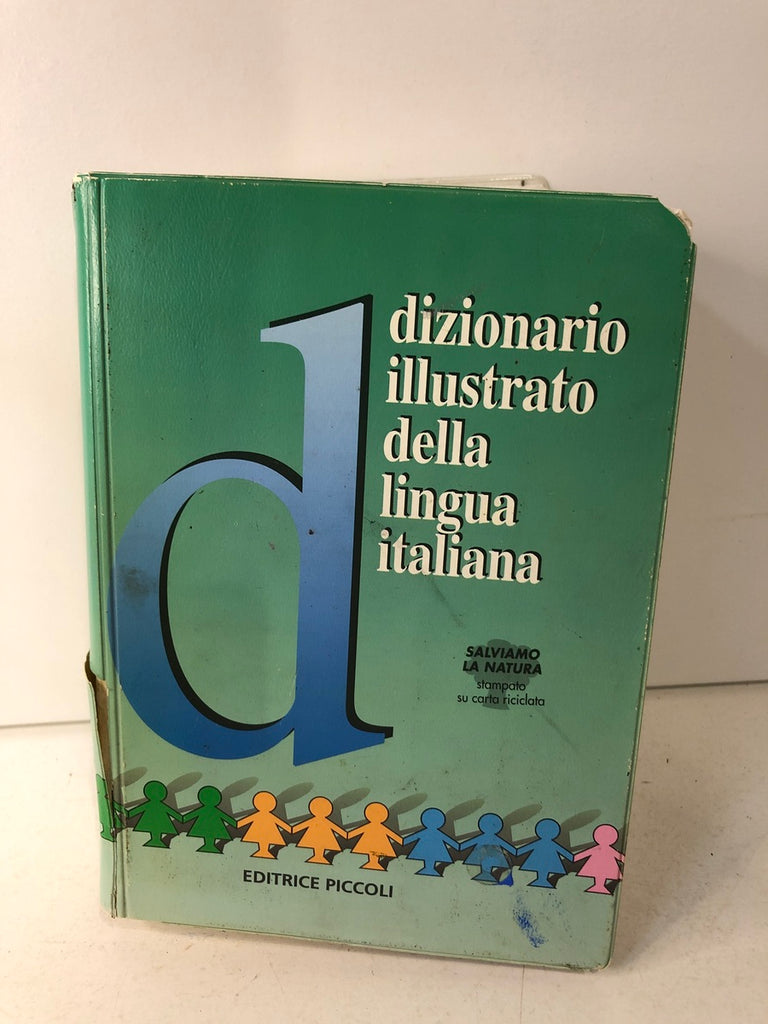 d
dizionario
illustrato
della
lingua
italiana
SALVIAMO
LA NATURA
stampato
su carta riciclata
EDITRICE PICCOLI